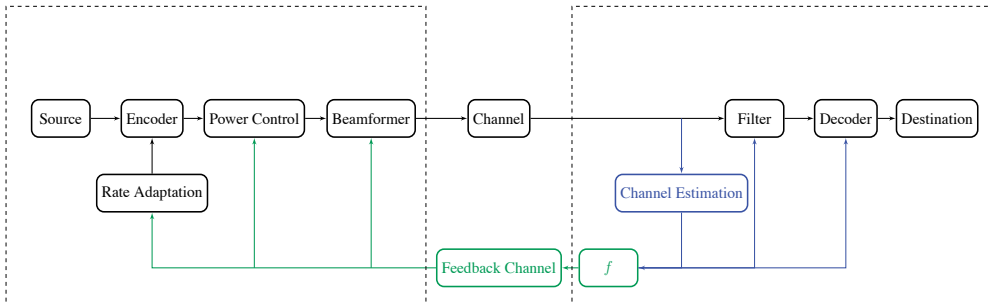 Source
Encoder
Power Control
Beamformer
Channel
Filter
Decoder
Destination
Rate Adaptation
Channel Estimation
Feedback Channel
f